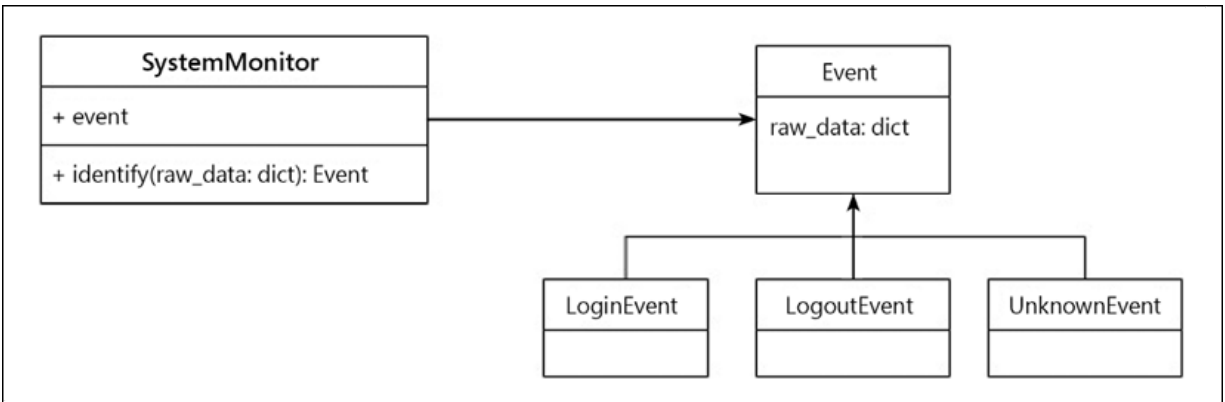 SystemMonitor
+ event
+ identify(raw_data: dict): Event
Event
raw_data: dict
LoginEvent
LogoutEvent
UnknownEvent